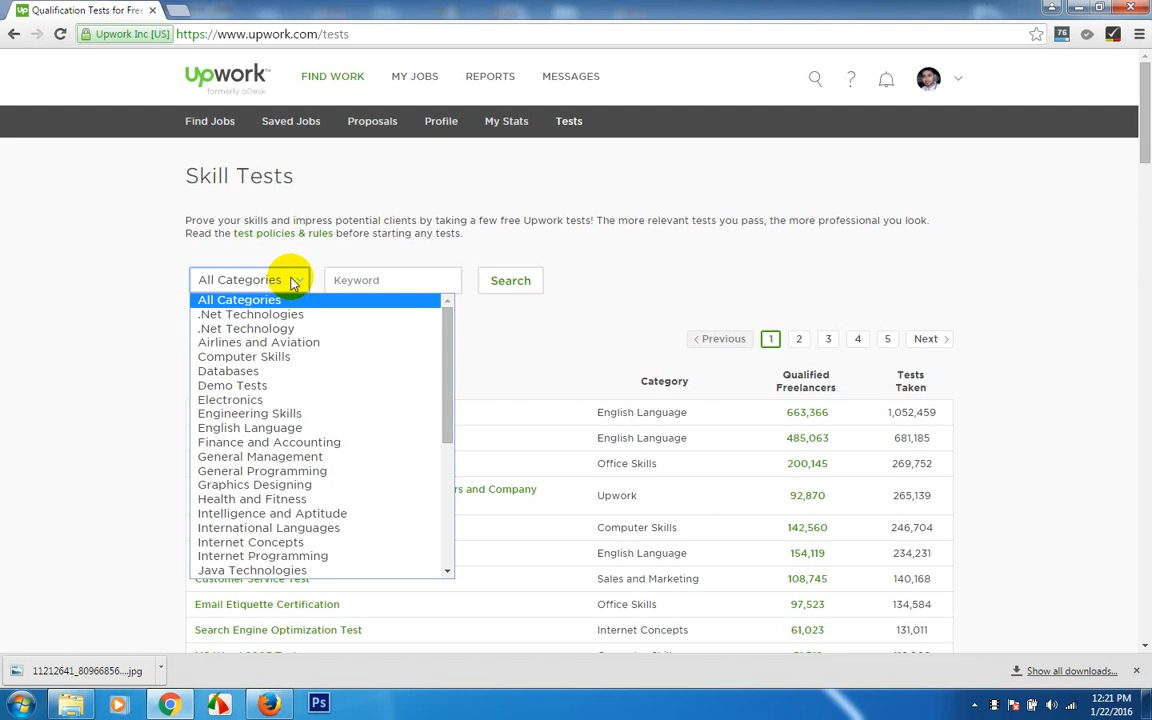 Qualification Tests for Fre
Upwork Inc [US]
https://www.upwork.com/tests
76
Upwork
formerly oDesk
FIND WORK
MY JOBS
REPORTS
MESSAGES
?
Find Jobs
Saved Jobs
Proposals
Profile
My Stats
Tests
Skill Tests
Prove your skills and impress potential clients by taking a few free Upwork tests! The more relevant tests you pass, the more professional you look.
Read the test policies & rules before starting any tests.
All Categories
Keyword
Search
All Categories
.Net Technologies
.Net Technology
Airlines and Aviation
Computer Skills
Databases
Demo Tests
Electronics
Engineering Skills
English Language
Finance and Accounting
General Management
General Programming
Graphics Designing
Health and Fitness
Intelligence and Aptitude
International Languages
Internet Concepts
Internet Programming
Java Technologies
Previous
1
2
3
4
5
Next
Category
Qualified Freelancers
Tests Taken
English Language 663,366 1,052,459
English Language 485,063 681,185
Office Skills 200,145 269,752
rs and Company Upwork 92,870 265,139
Computer Skills 142,560 246,704
English Language 154,119 234,231
Customer Service Test Sales and Marketing 108,745 140,168
Email Etiquette Certification Office Skills 97,523 134,584
Search Engine Optimization Test Internet Concepts 61,023 131,011
11212641_80966856....jpg
Show all downloads...
Ps
12:21 PM
1/22/2016